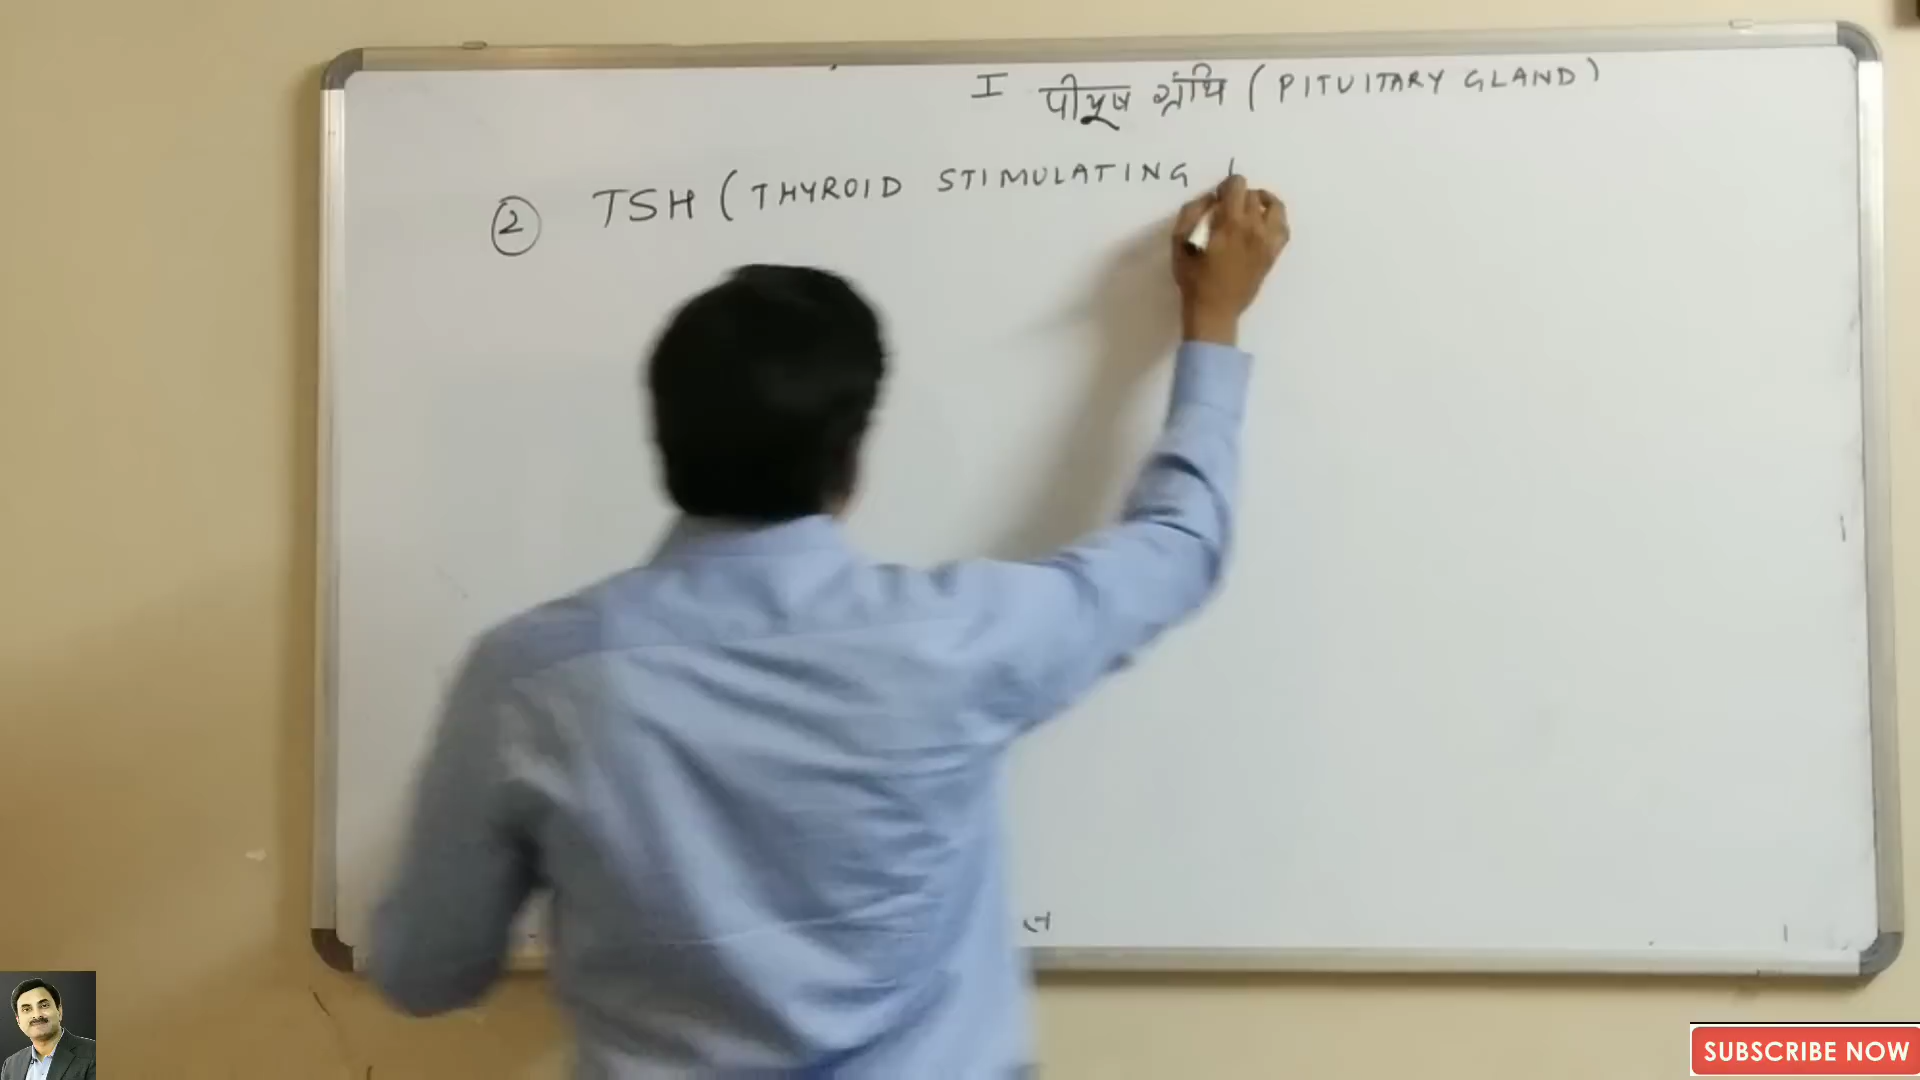 I पीयूष ग्रंथि (PITUITARY GLAND)
② TSH (THYROID STIMULATING
SUBSCRIBE NOW